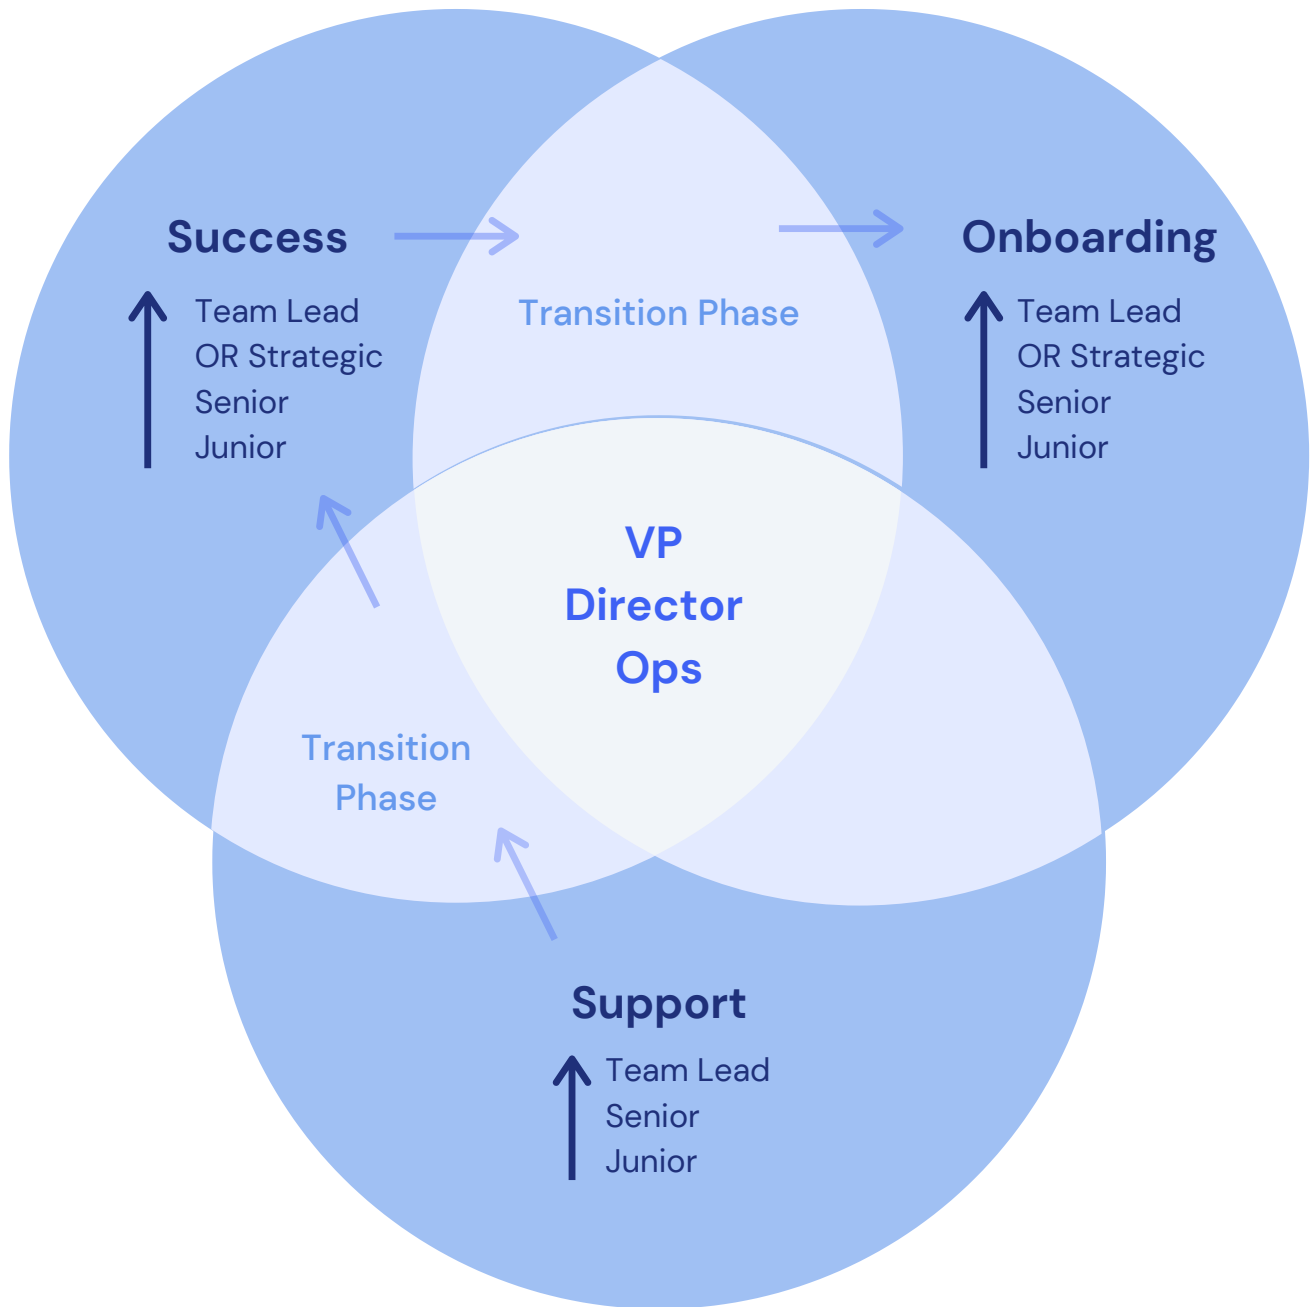 Success
Team Lead
OR Strategic
Senior
Junior
Transition Phase
Onboarding
Team Lead
OR Strategic
Senior
Junior
VP
Director
Ops
Transition
Phase
Support
Team Lead
Senior
Junior